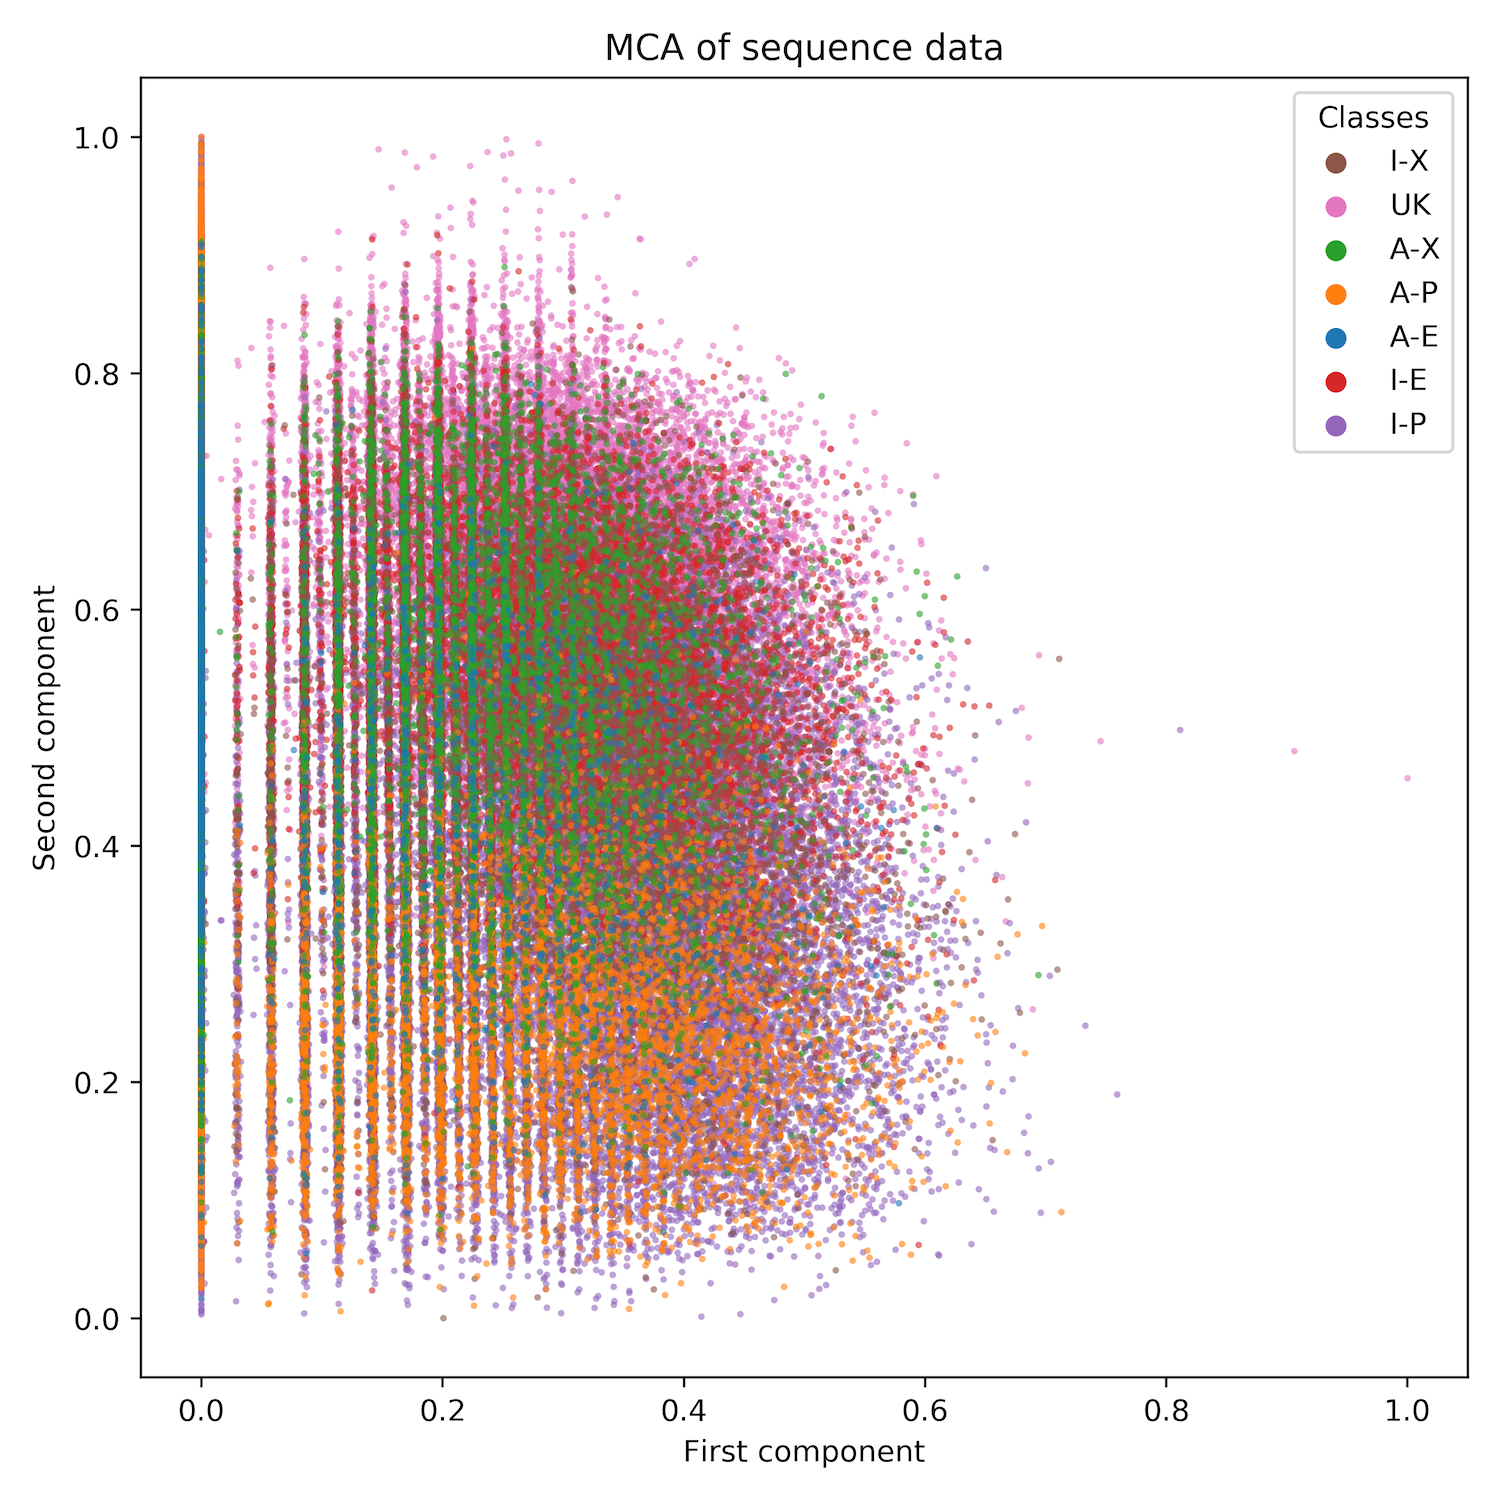 MCA of sequence data
Classes
I-X
UK
A-X
A-P
A-E
I-E
I-P
Second component
1.0
0.8
0.6
0.4
0.2
0.0
0.0 0.2 0.4 0.6 0.8 1.0
First component